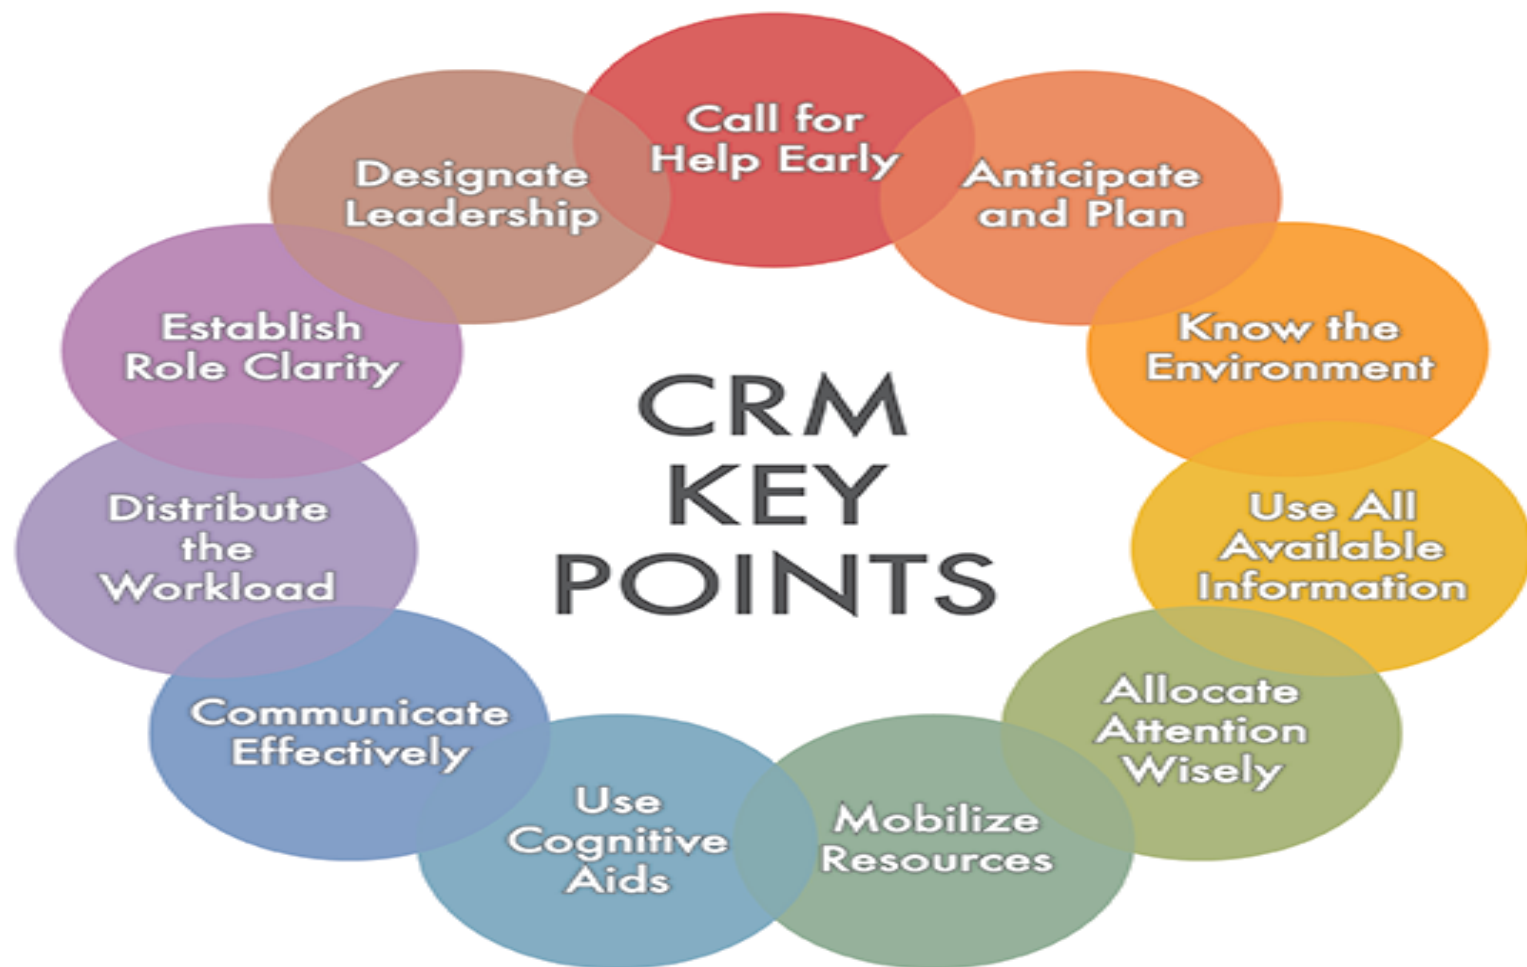 Call for
Help Early
Anticipate
and Plan
Know the
Environment
Use All
Available
Information
Allocate
Attention
Wisely
Mobilize
Resources
Use
Cognitive
Aids
Communicate
Effectively
Distribute
the
Workload
Establish
Role Clarity
Designate
Leadership
CRM
KEY
POINTS